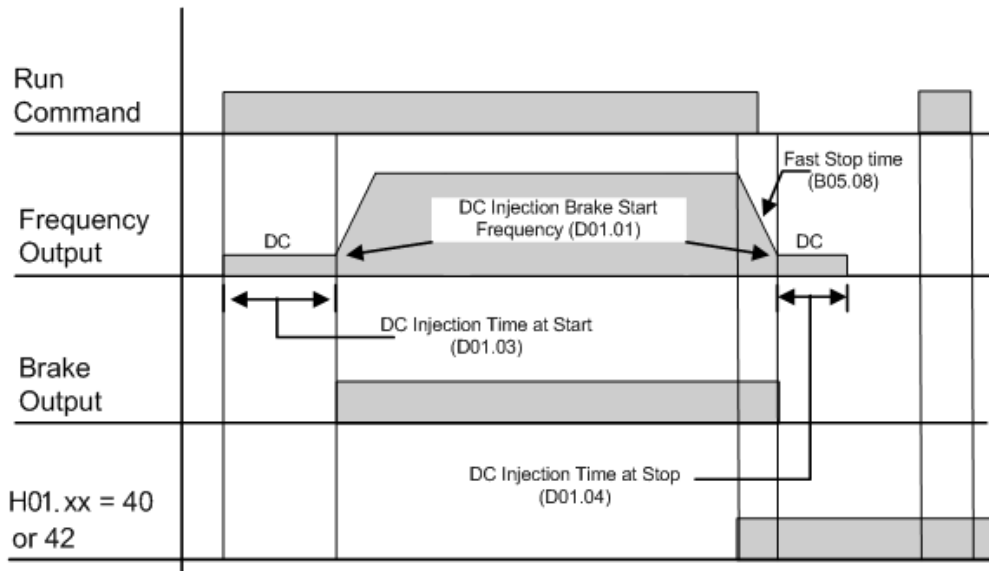 Run
Command
Fast Stop time
(B05.08)
Frequency
Output
DC
DC Injection Brake Start
Frequency (D01.01)
DC
DC Injection Time at Start
(D01.03)
Brake
Output
DC Injection Time at Stop
(D01.04)
H01.xx = 40
or 42